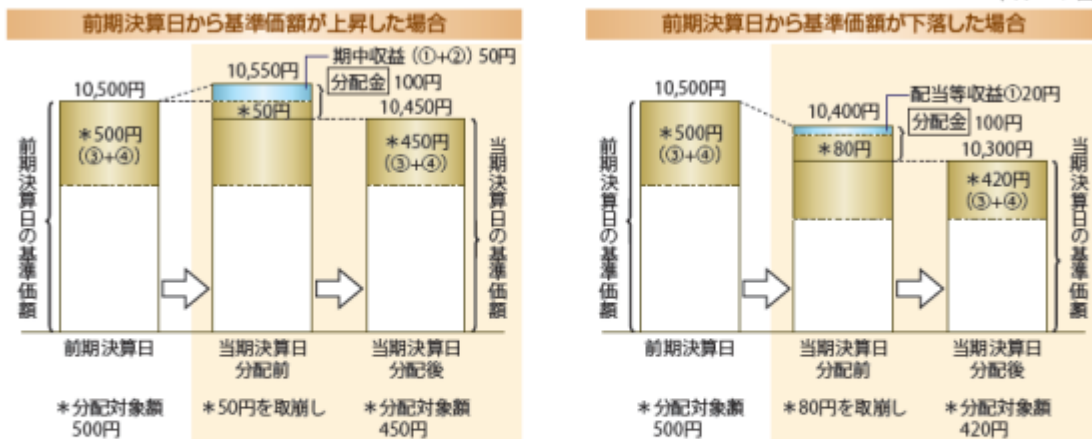 前期決算日から基準価額が上昇した場合
10,500円
10,550円
期中収益（①+②）50円
分配金 100円
＊50円
10,450円
＊500円
（③+④）
＊450円
（③+④）
前期決算日の基準価額
当期決算日の基準価額
前期決算日
当期決算日
分配前
当期決算日
分配後
＊分配対象額
500円
＊50円を取崩し
＊分配対象額
450円
前期決算日から基準価額が下落した場合
10,500円
10,400円
配当等収益①20円
分配金 100円
＊80円
10,300円
＊500円
（③+④）
＊420円
（③+④）
前期決算日の基準価額
当期決算日の基準価額
前期決算日
当期決算日
分配前
当期決算日
分配後
＊分配対象額
500円
＊80円を取崩し
＊分配対象額
420円